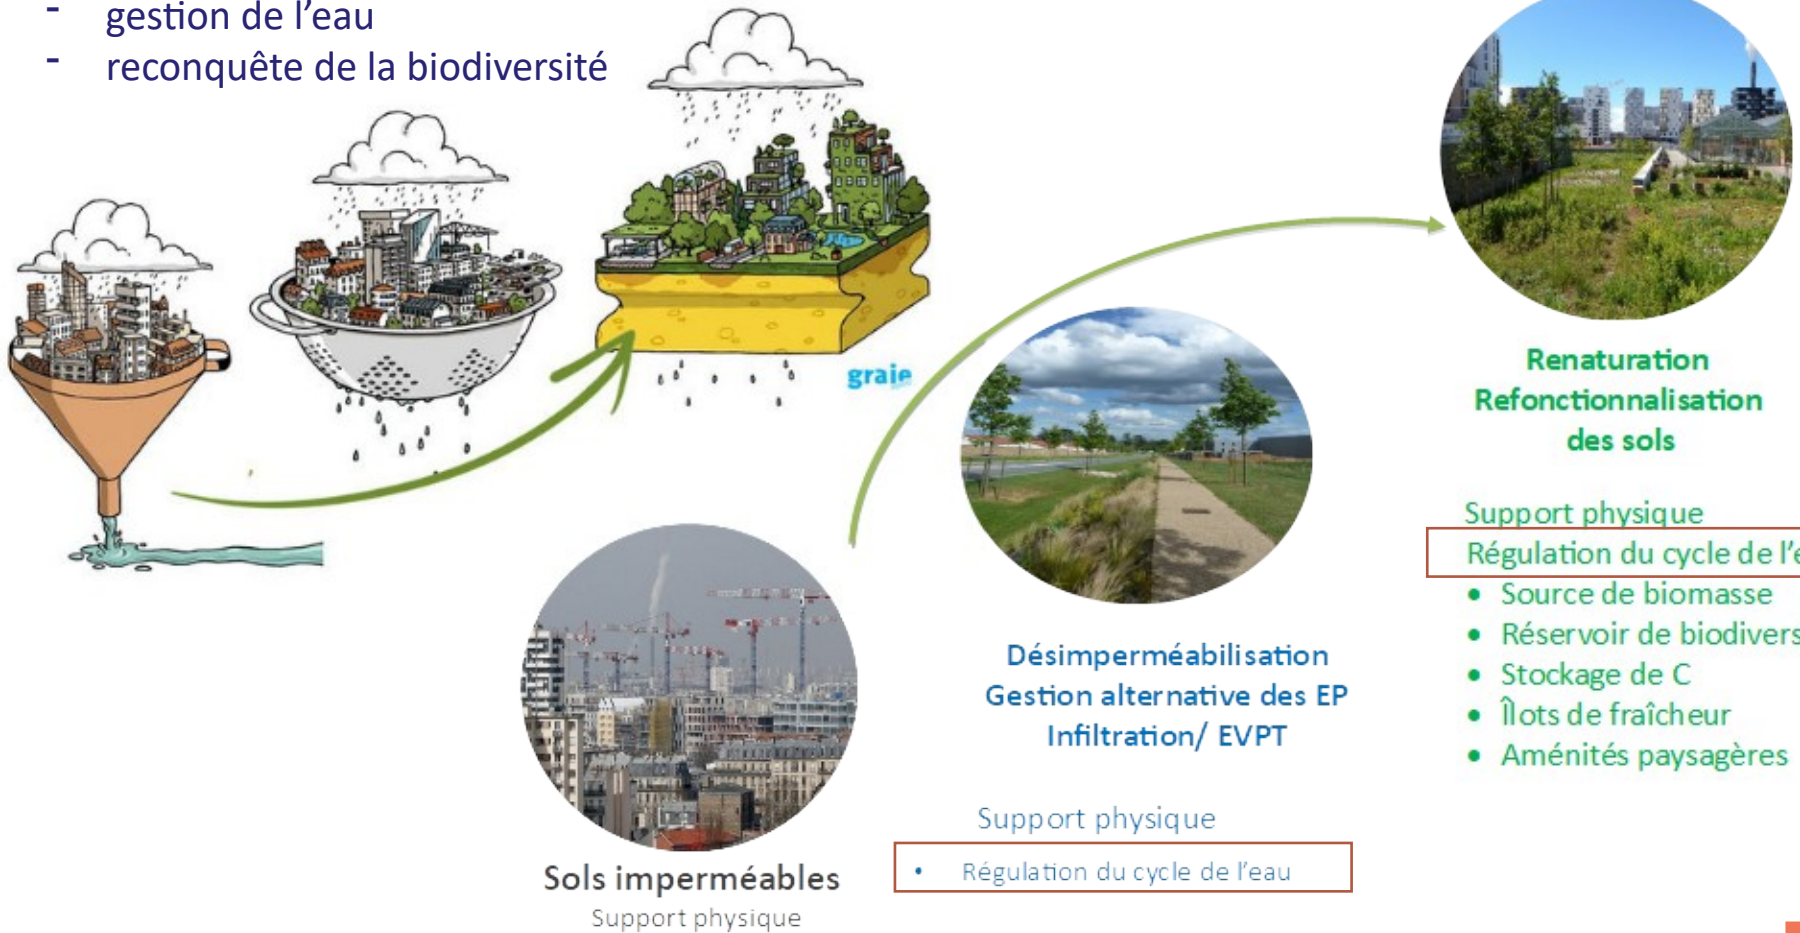 - gestion de l'eau
- reconquête de la biodiversité
graie
Sols imperméables
Support physique
Désimperméabilisation
Gestion alternative des EP
Infiltration/ EVPT
Support physique
• Régulation du cycle de l'eau
Renaturation
Refonctionnalisation
des sols
Support physique
Régulation du cycle de l'e
• Source de biomasse
• Réservoir de biodivers
• Stockage de C
• Îlots de fraîcheur
• Aménités paysagères